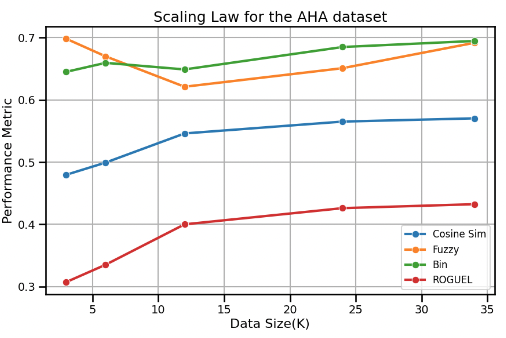 Scaling Law for the AHA dataset
Performance Metric
0.7
0.6
0.5
0.4
0.3
5
10
15
20
25
30
35
Data Size(K)
Cosine Sim
Fuzzy
Bin
ROGUEL